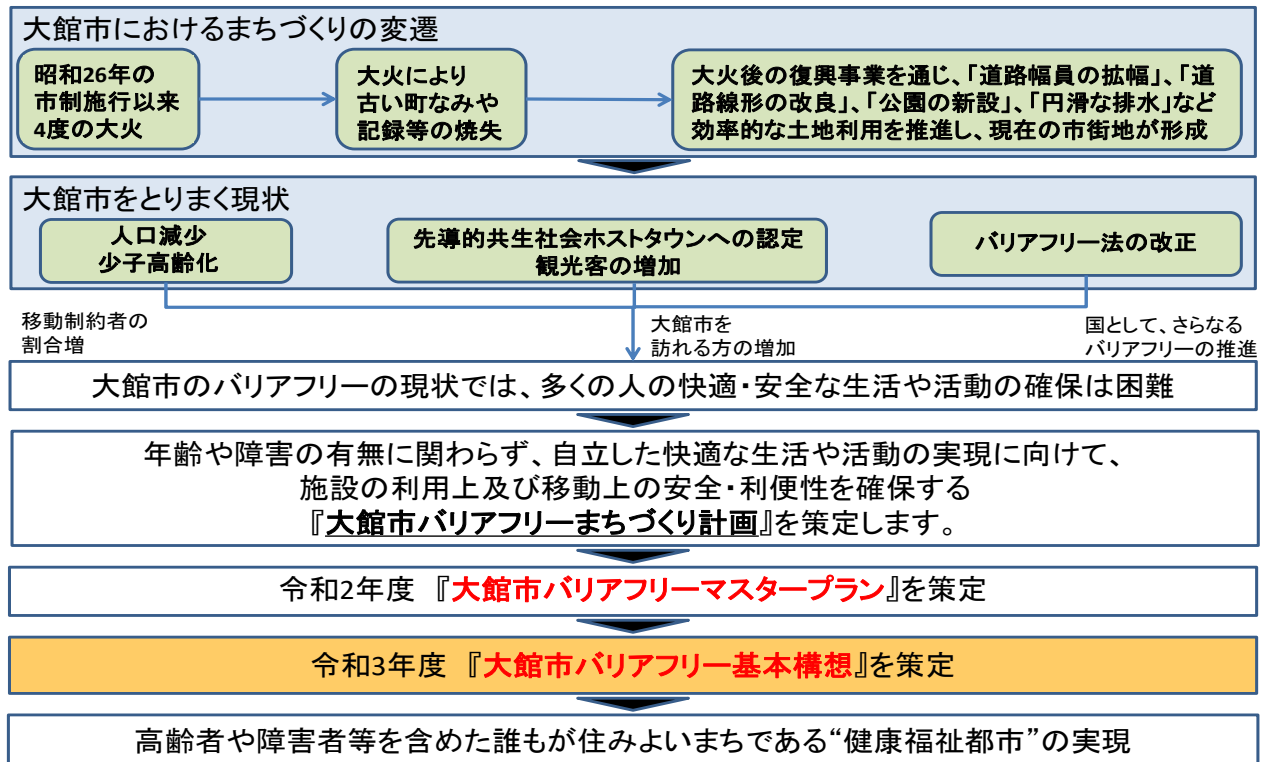 大館市におけるまちづくりの変遷
昭和26年の
市制施行以来
4度の大火
大火により
古い町なみや
記録等の焼失
大火後の復興事業を通じ、「道路幅員の拡幅」、「道
路線形の改良」、「公園の新設」、「円滑な排水」など
効率的な土地利用を推進し、現在の市街地が形成
大館市をとりまく現状
人口減少
少子高齢化
先導的共生社会ホストタウンへの認定
観光客の増加
バリアフリー法の改正
移動制約者の
割合増
大館市を
訪れる方の増加
国として、さらなる
バリアフリーの推進
大館市のバリアフリーの現状では、多くの人の快適・安全な生活や活動の確保は困難
年齢や障害の有無に関わらず、自立した快適な生活や活動の実現に向けて、
施設の利用上及び移動上の安全・利便性を確保する
『大館市バリアフリーまちづくり計画』を策定します。
令和2年度 『大館市バリアフリーマスタープラン』を策定
令和3年度 『大館市バリアフリー基本構想』を策定
高齢者や障害者等を含めた誰もが住みよいまちである“健康福祉都市”の実現